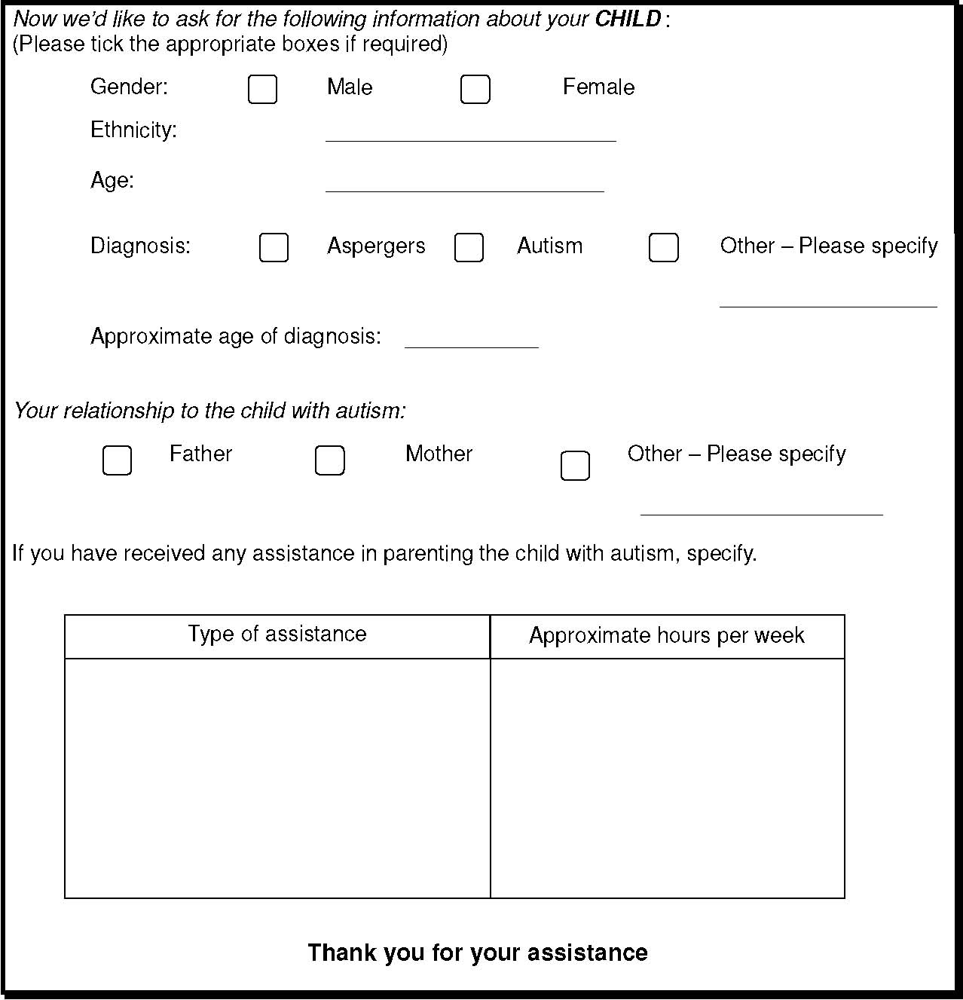 Now we'd like to ask for the following information about your CHILD :
(Please tick the appropriate boxes if required)
Gender: Male Female
Ethnicity:
Age:
Diagnosis: Aspergers Autism Other – Please specify
Approximate age of diagnosis:
Your relationship to the child with autism:
Father Mother Other – Please specify
If you have received any assistance in parenting the child with autism, specify.
Type of assistance Approximate hours per week
Thank you for your assistance